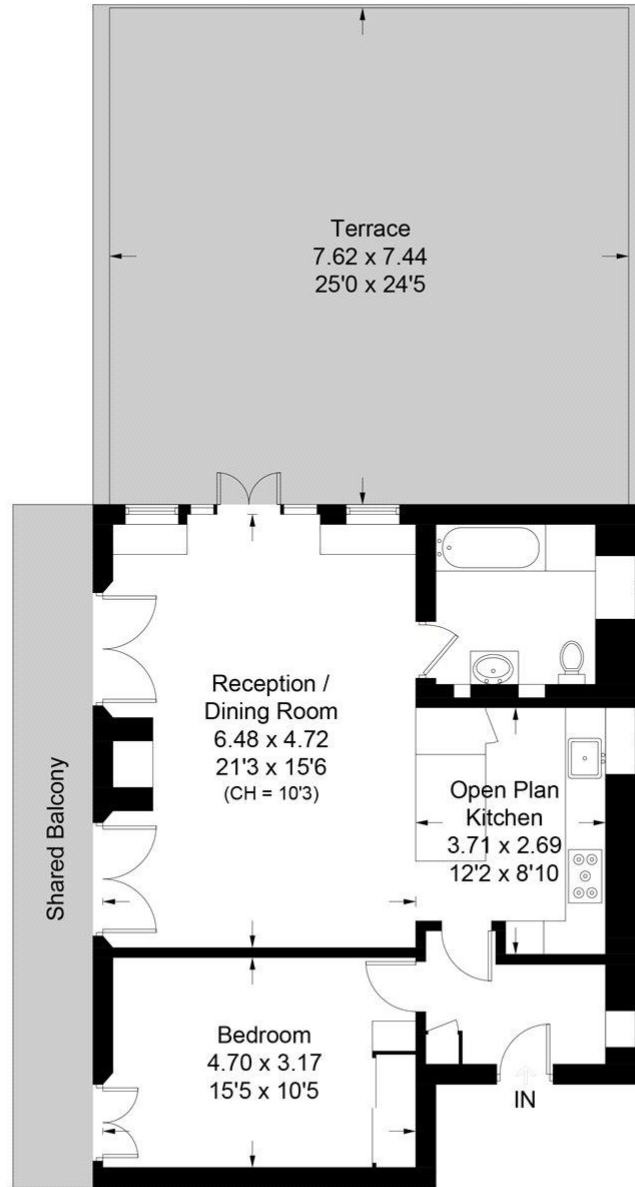 Terrace
7.62 x 7.44
25'0 x 24'5
Reception /
Dining Room
6.48 x 4.72
21'3 x 15'6
(CH = 10'3)
Shared Balcony
Open Plan
Kitchen
3.71 x 2.69
12'2 x 8'10
Bedroom
4.70 x 3.17
15'5 x 10'5
IN